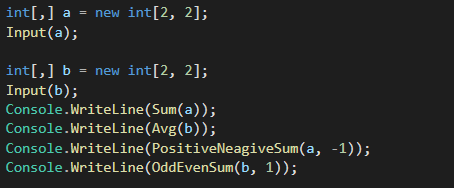 int[,] a = new int[2, 2];
Input(a);
int[,] b = new int[2, 2];
Input(b);
Console.WriteLine(Sum(a));
Console.WriteLine(Avg(b));
Console.WriteLine(PositiveNeagiveSum(a, -1));
Console.WriteLine(OddEvenSum(b, 1));